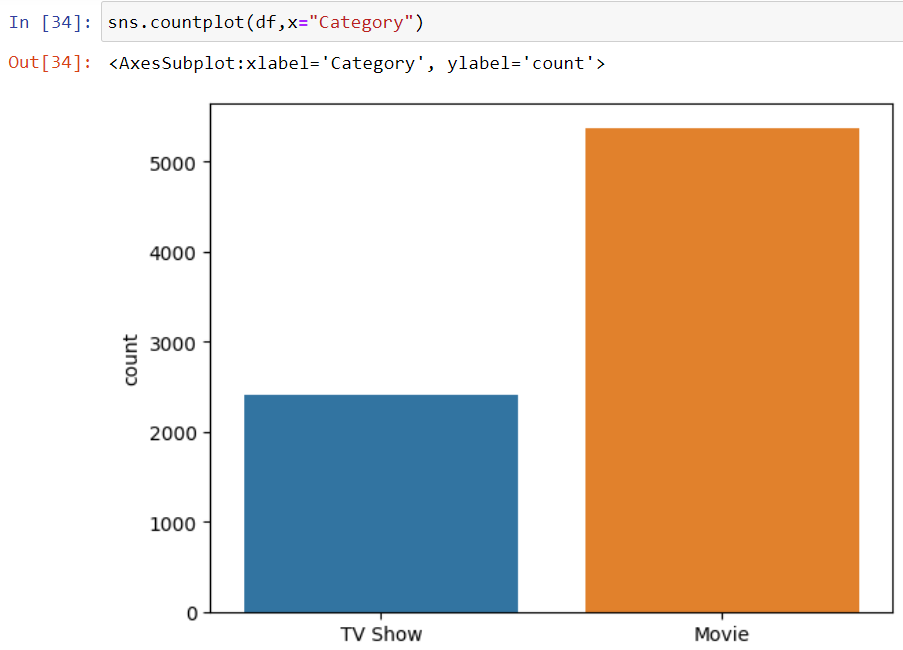 In [34]: sns.countplot(df,x="Category")
Out[34]: <AxesSubplot:xlabel='Category', ylabel='count'>
5000
4000
3000
2000
1000
0
count
TV Show Movie